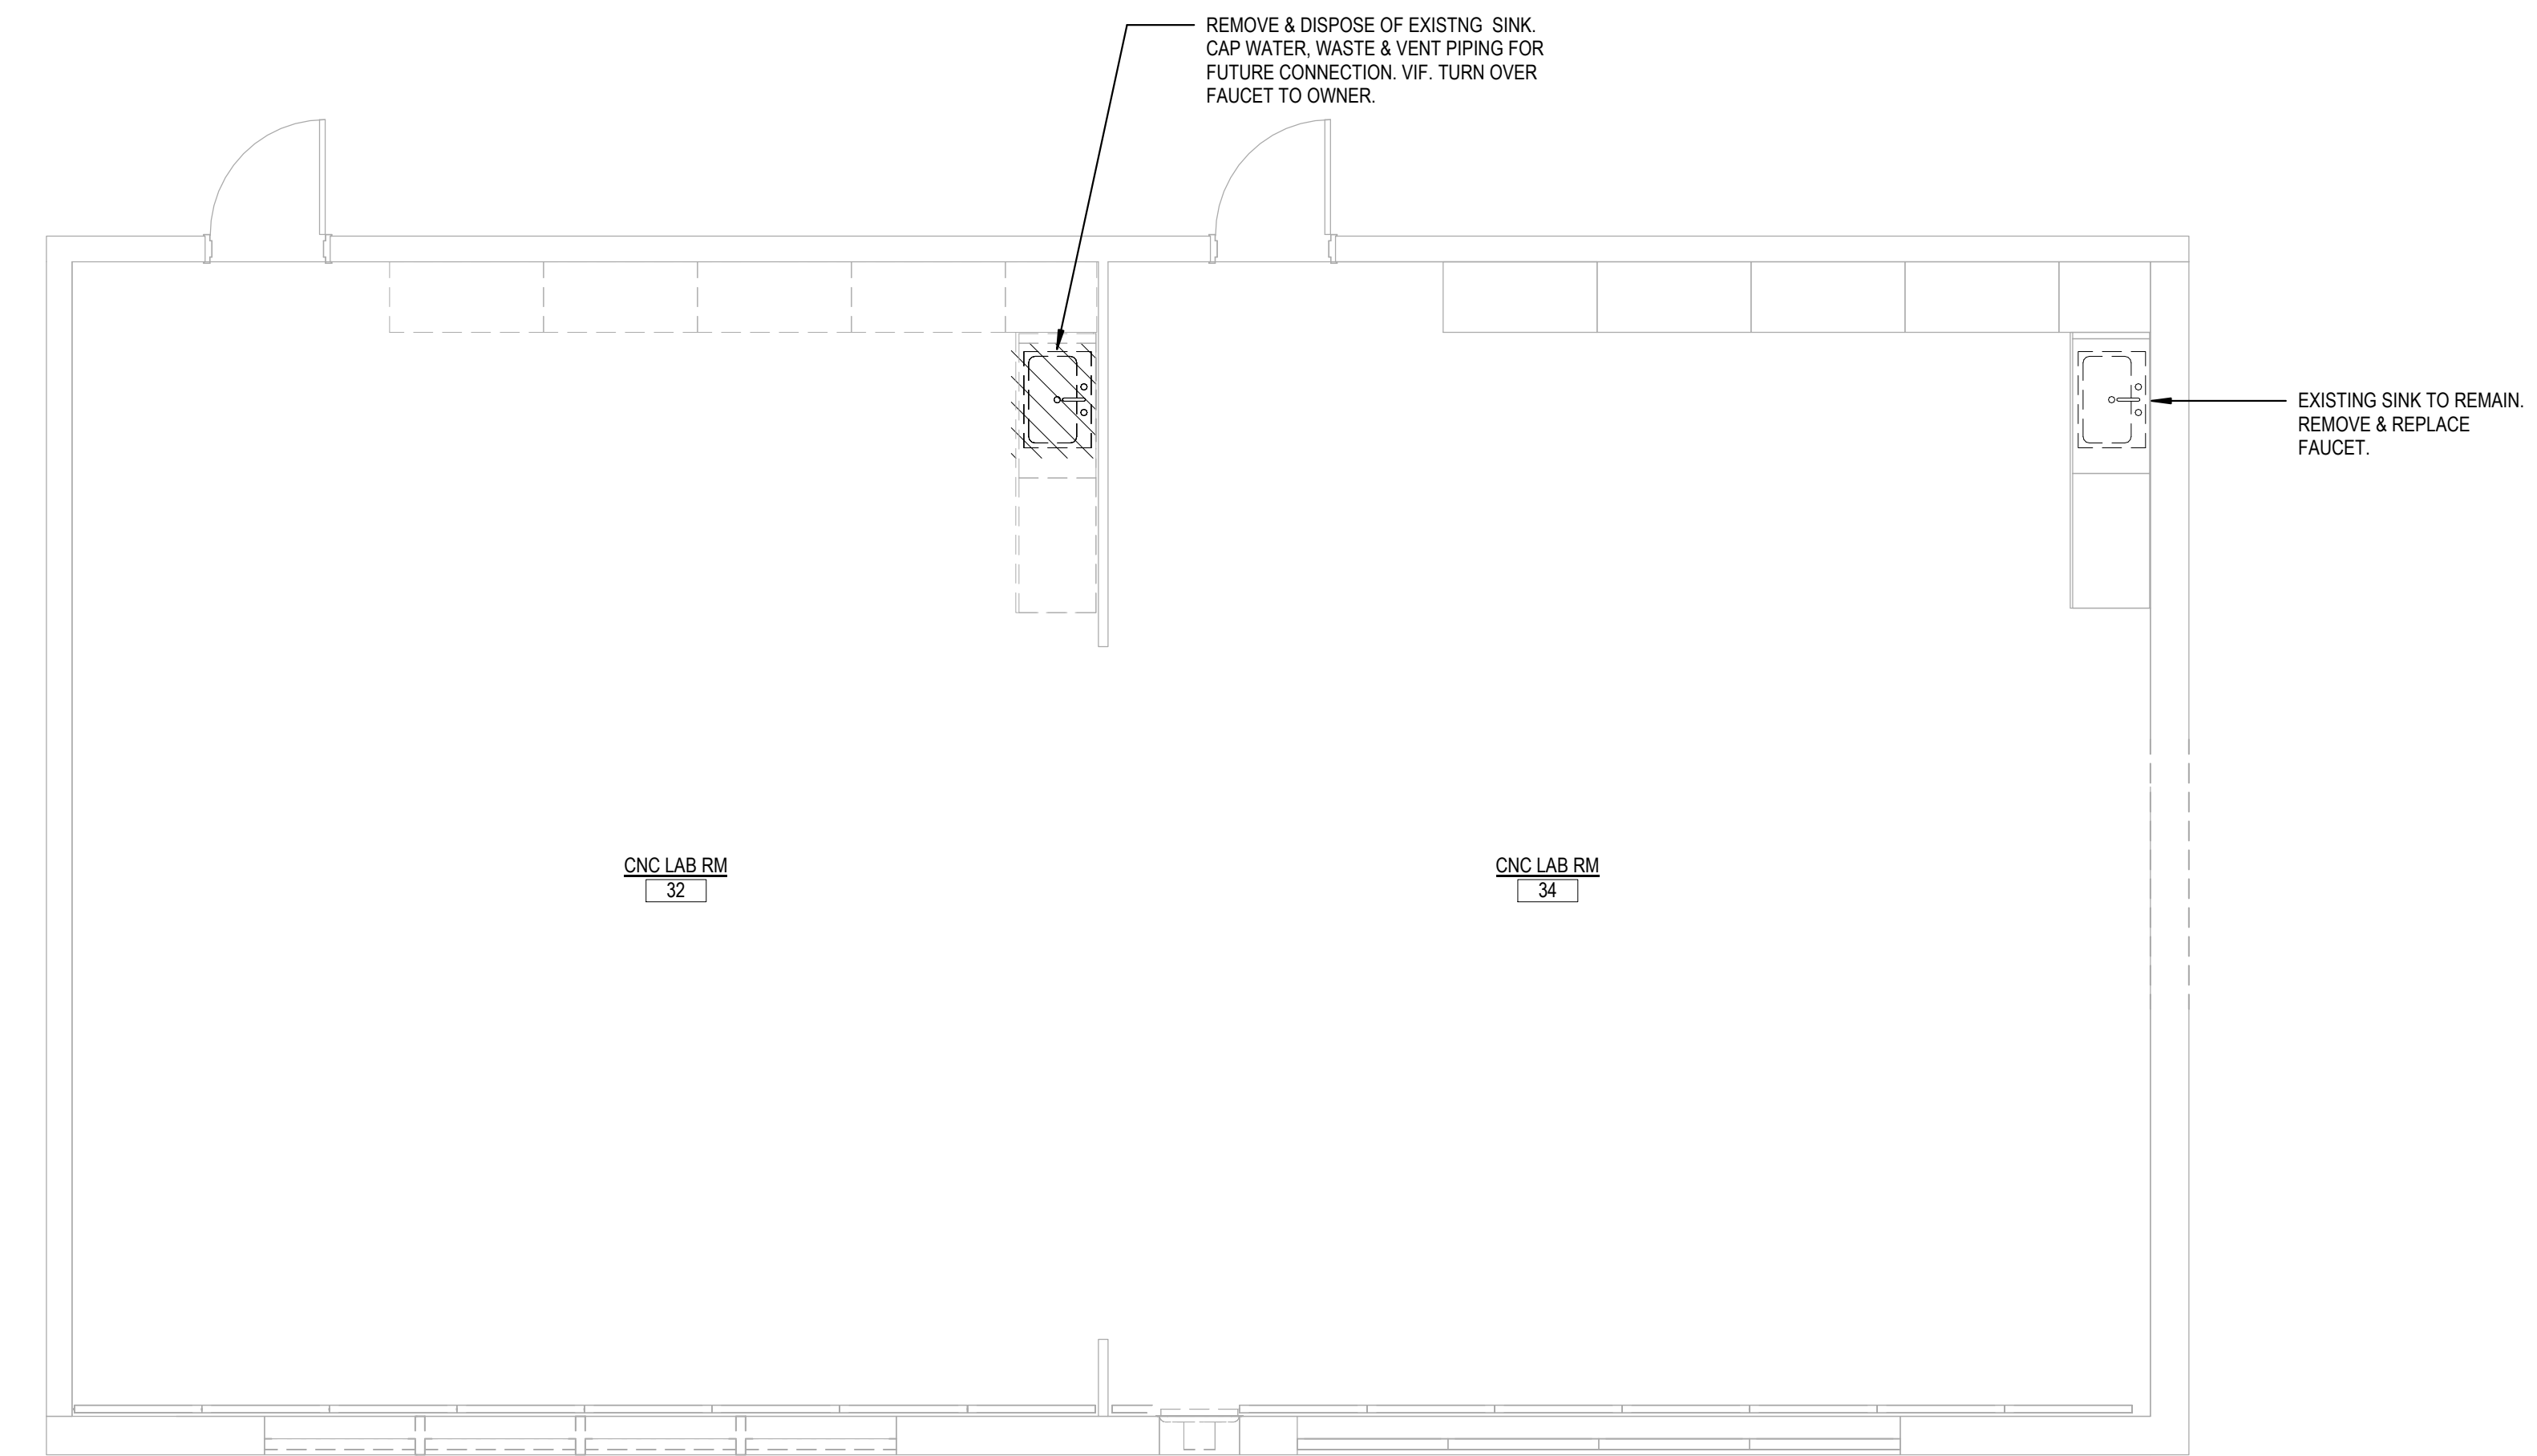 REMOVE & DISPOSE OF EXISTNG SINK.
CAP WATER, WASTE & VENT PIPING FOR
FUTURE CONNECTION. VIF. TURN OVER
FAUCET TO OWNER.
EXISTING SINK TO REMAIN.
REMOVE & REPLACE
FAUCET.
CNC LAB RM
32
CNC LAB RM
34